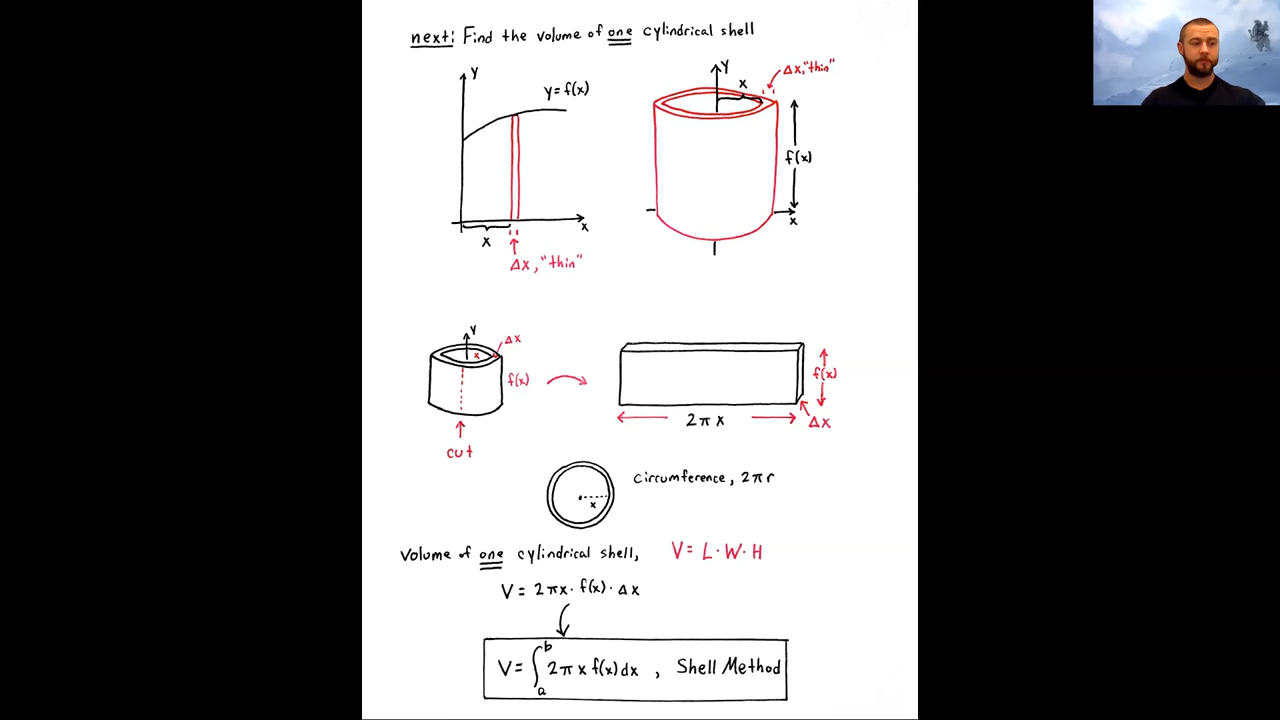 next: Find the volume of one cylindrical shell
Y
y = f(x)
x
x
Δx, "thin"
Y
x
Δx, "thin"
f(x)
x
Y
x
Δx
f(x)
cut
f(x)
2πx
Δx
x
circumference, 2πr
Volume of one cylindrical shell, V = L · W · H
V = 2πx · f(x) · Δx
V = ∫ₐᵇ 2πx f(x) dx , Shell Method